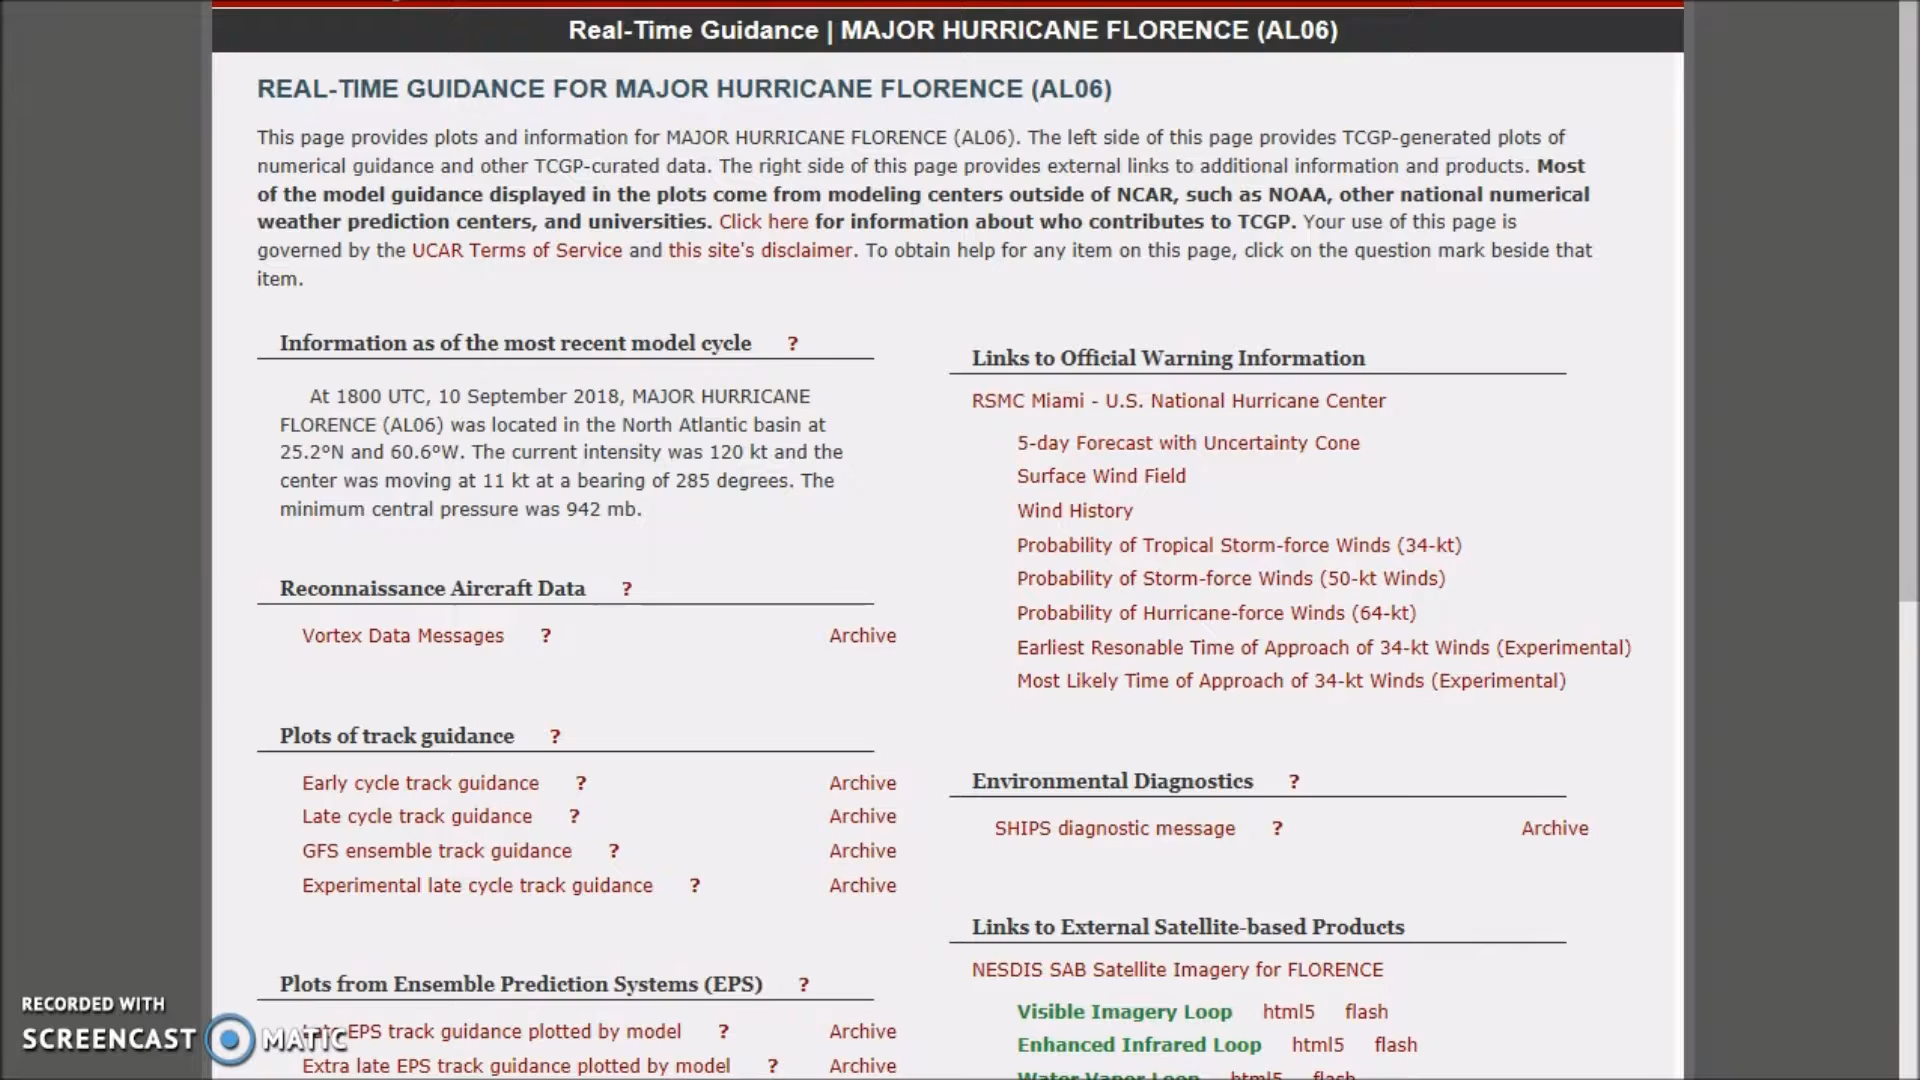 Real-Time Guidance | MAJOR HURRICANE FLORENCE (AL06)
REAL-TIME GUIDANCE FOR MAJOR HURRICANE FLORENCE (AL06)
This page provides plots and information for MAJOR HURRICANE FLORENCE (AL06). The left side of this page provides TCGP-generated plots of
numerical guidance and other TCGP-curated data. The right side of this page provides external links to additional information and products. Most
of the model guidance displayed in the plots come from modeling centers outside of NCAR, such as NOAA, other national numerical
weather prediction centers, and universities. Click here for information about who contributes to TCGP. Your use of this page is
governed by the UCAR Terms of Service and this site's disclaimer. To obtain help for any item on this page, click on the question mark beside that
item.
Information as of the most recent model cycle ?
At 1800 UTC, 10 September 2018, MAJOR HURRICANE
FLORENCE (AL06) was located in the North Atlantic basin at
25.2°N and 60.6°W. The current intensity was 120 kt and the
center was moving at 11 kt at a bearing of 285 degrees. The
minimum central pressure was 942 mb.
Reconnaissance Aircraft Data ?
Vortex Data Messages ? Archive
Plots of track guidance ?
Early cycle track guidance ? Archive
Late cycle track guidance ? Archive
GFS ensemble track guidance ? Archive
Experimental late cycle track guidance ? Archive
Plots from Ensemble Prediction Systems (EPS) ?
EPS track guidance plotted by model ? Archive
Extra late EPS track guidance plotted by model ? Archive
Links to Official Warning Information
RSMC Miami - U.S. National Hurricane Center
5-day Forecast with Uncertainty Cone
Surface Wind Field
Wind History
Probability of Tropical Storm-force Winds (34-kt)
Probability of Storm-force Winds (50-kt Winds)
Probability of Hurricane-force Winds (64-kt)
Earliest Resonable Time of Approach of 34-kt Winds (Experimental)
Most Likely Time of Approach of 34-kt Winds (Experimental)
Environmental Diagnostics ?
SHIPS diagnostic message ? Archive
Links to External Satellite-based Products
NESDIS SAB Satellite Imagery for FLORENCE
Visible Imagery Loop html5 flash
Enhanced Infrared Loop html5 flash
Water Vapor Loop html5 flash
RECORDED WITH
SCREENCAST MATIC